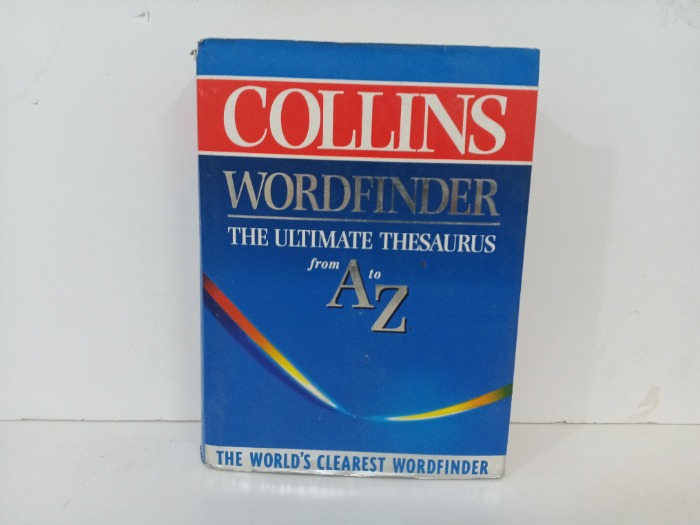 COLLINS
WORDFINDER
THE ULTIMATE THESAURUS
from A to Z
THE WORLD'S CLEAREST WORDFINDER